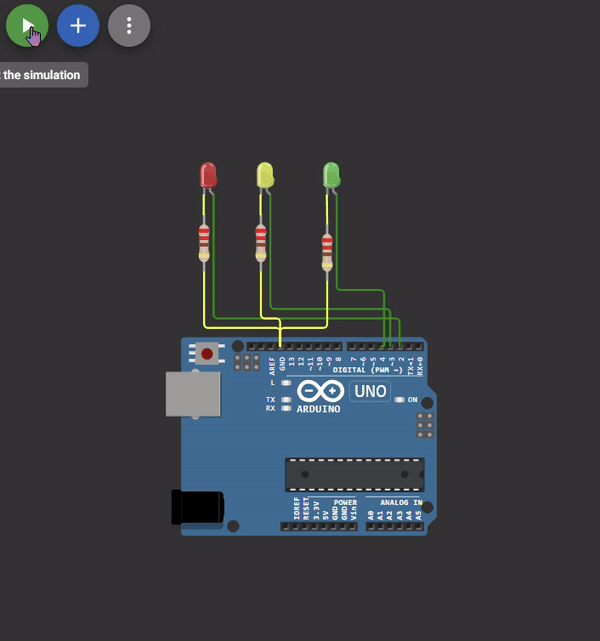 the simulation
AREF
GND
13
12
~11
~10
~9
8
7
~6
~5
4
~3
2
TX→1
RX←0
DIGITAL (PWM ~)
L
TX
RX
ARDUINO
UNO
ON
IOREF
RESET
3.3V
5V
GND
GND
Vin
POWER
ANALOG IN
A0
A1
A2
A3
A4
A5